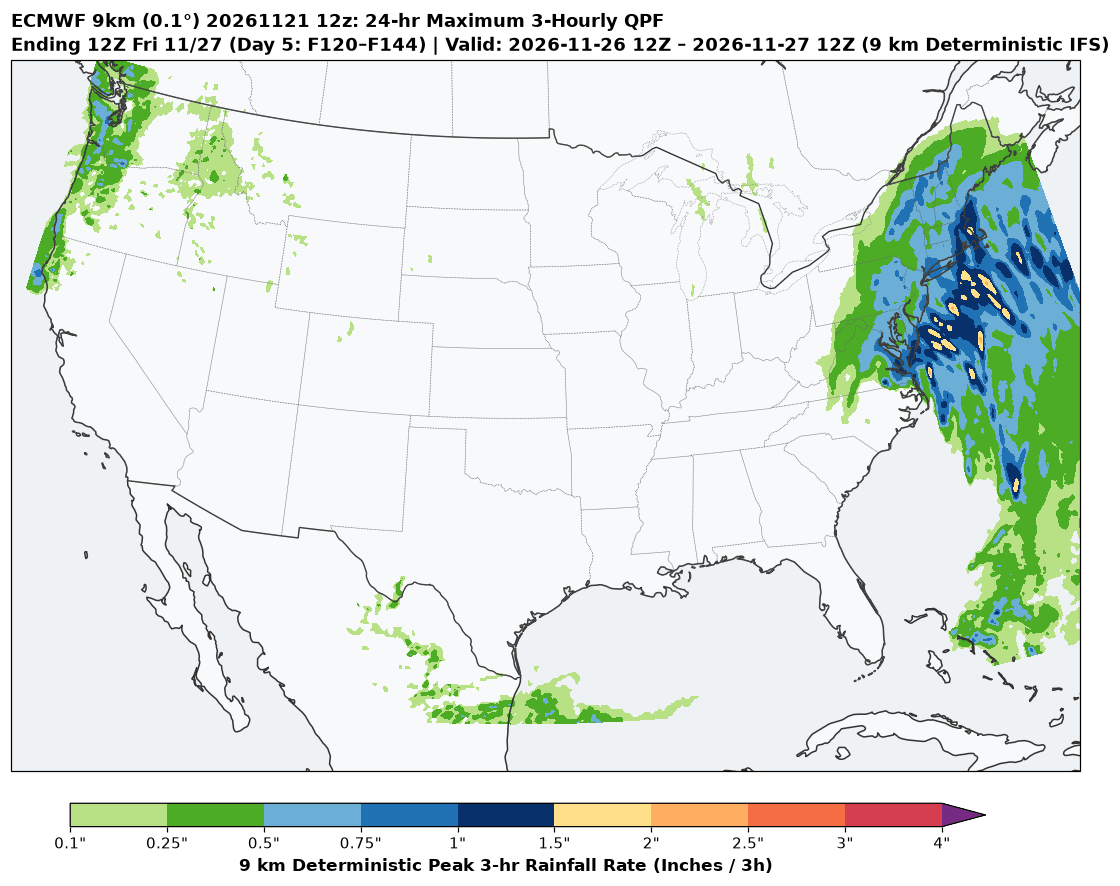 ECMWF 9km (0.1°) 20261121 12z: 24-hr Maximum 3-Hourly QPF
Ending 12Z Fri 11/27 (Day 5: F120–F144) | Valid: 2026-11-26 12Z – 2026-11-27 12Z (9 km Deterministic IFS)
0.1" 0.25" 0.5" 0.75" 1" 1.5" 2" 2.5" 3" 4"
9 km Deterministic Peak 3-hr Rainfall Rate (Inches / 3h)